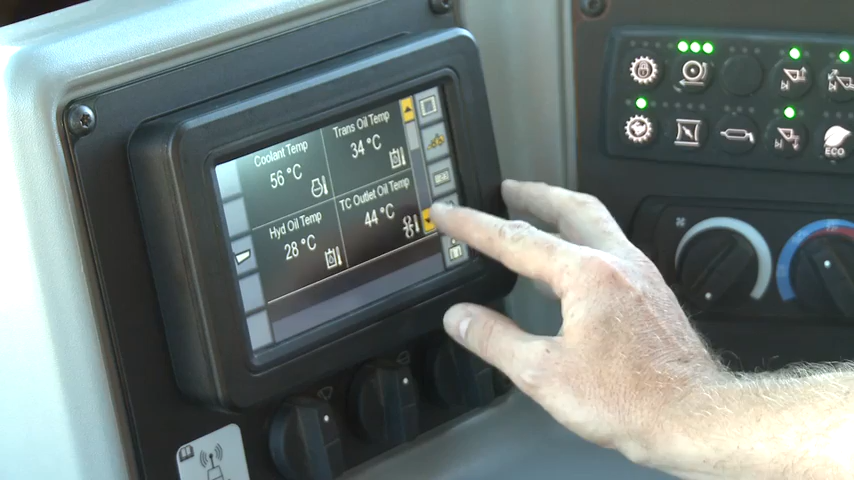 Coolant Temp
56 °C
Trans Oil Temp
34 °C
Hyd Oil Temp
28 °C
TC Outlet Oil Temp
44 °C
ECO